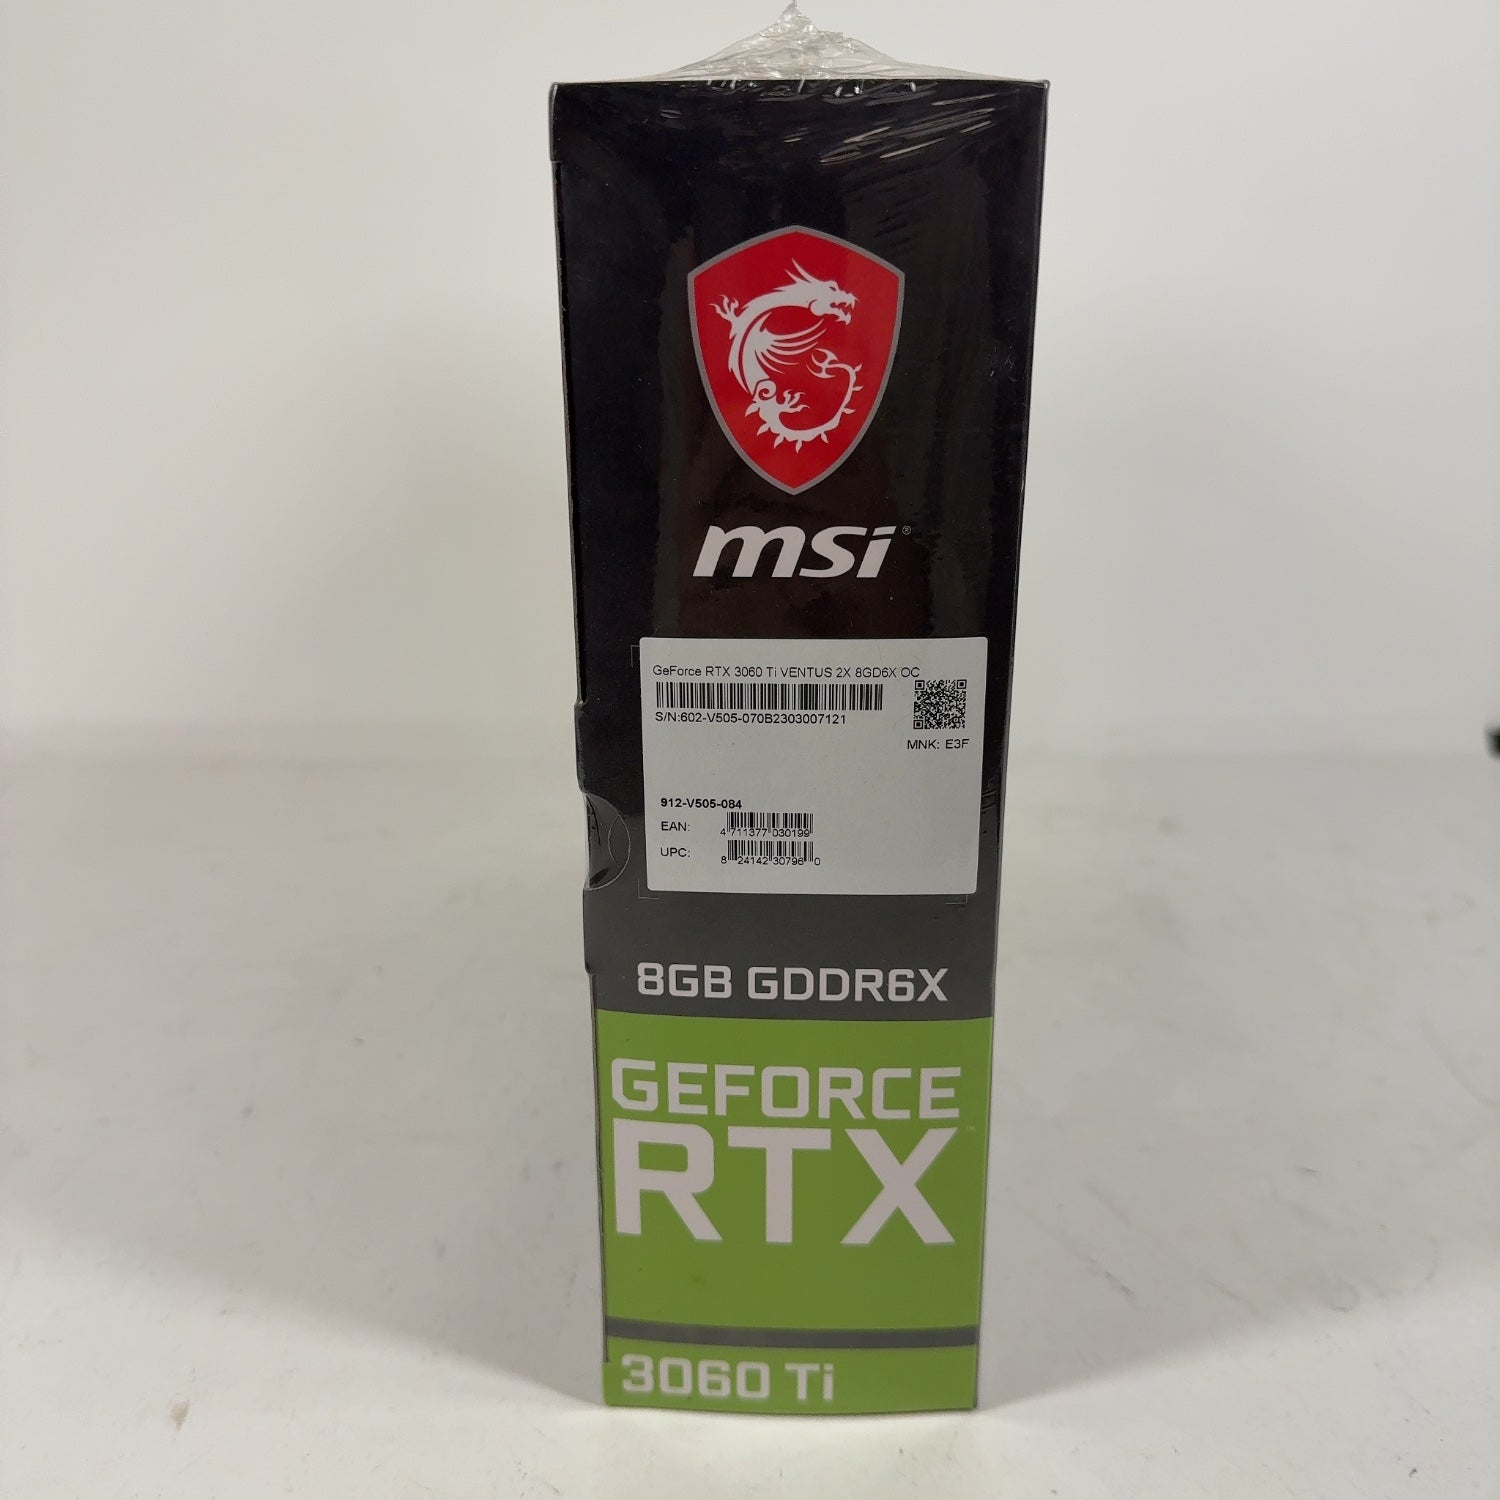 msi®
GeForce RTX 3060 Ti VENTUS 2X 8GD6X OC
S/N:602-V505-070B2303007121
MNK: E3F
912-V505-084
EAN:
4 711377 030199
UPC:
8 24142 30796 0
8GB GDDR6X
GEFORCE
RTX™
3060 Ti